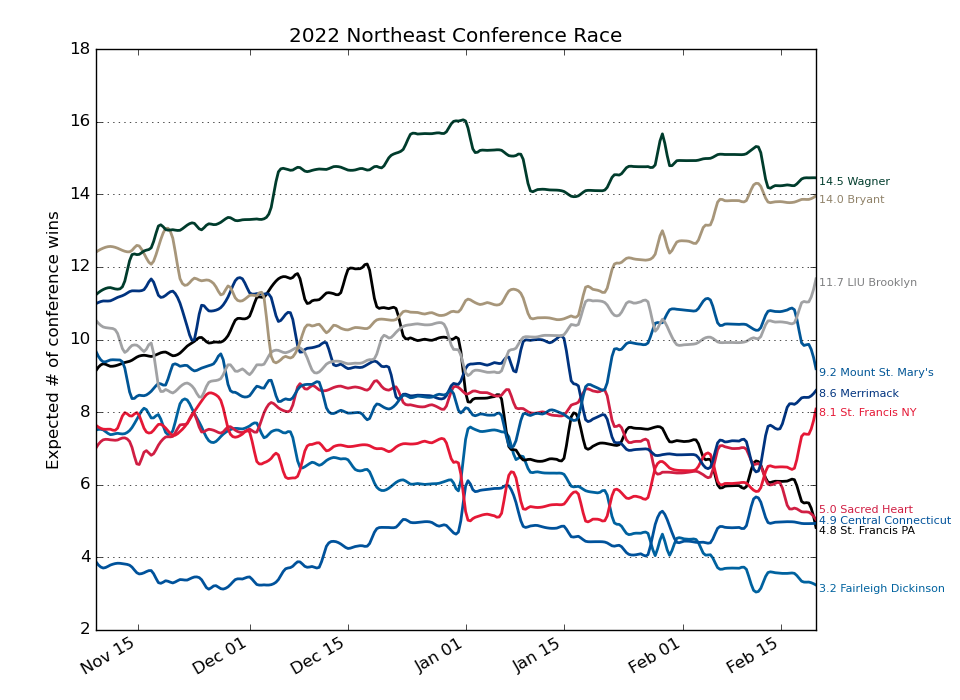 2022 Northeast Conference Race
Expected # of conference wins
18
16
14
12
10
8
6
4
2
Nov 15
Dec 01
Dec 15
Jan 01
Jan 15
Feb 01
Feb 15
14.5 Wagner
14.0 Bryant
11.7 LIU Brooklyn
9.2 Mount St. Mary's
8.6 Merrimack
8.1 St. Francis NY
5.0 Sacred Heart
4.9 Central Connecticut
4.8 St. Francis PA
3.2 Fairleigh Dickinson